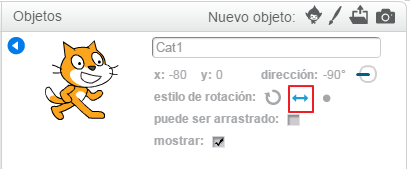 Objetos Nuevo objeto:
Cat1
x: -80 y: 0 dirección: -90°
estilo de rotación:
puede ser arrastrado:
mostrar: